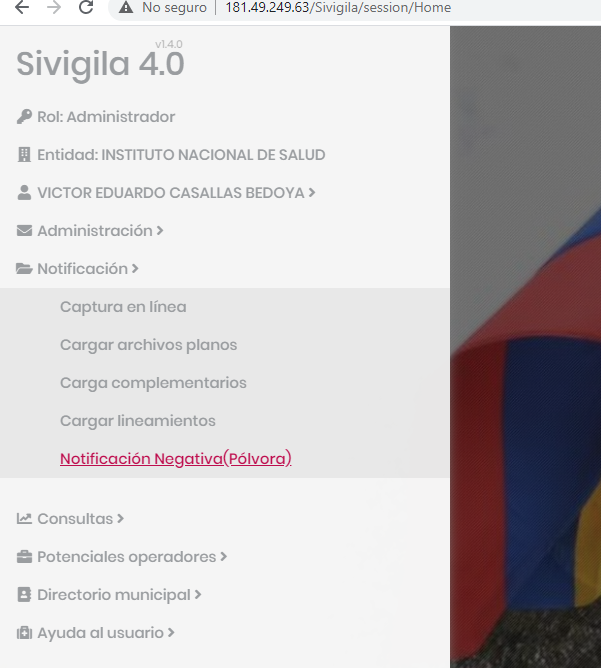 No seguro
181.49.249.63/Sivigila/session/Home
v1.4.0
Sivigila 4.0
Rol: Administrador
Entidad: INSTITUTO NACIONAL DE SALUD
VICTOR EDUARDO CASALLAS BEDOYA
Administración
Notificación
Captura en línea
Cargar archivos planos
Carga complementarios
Cargar lineamientos
Notificación Negativa(Pólvora)
Consultas
Potenciales operadores
Directorio municipal
Ayuda al usuario